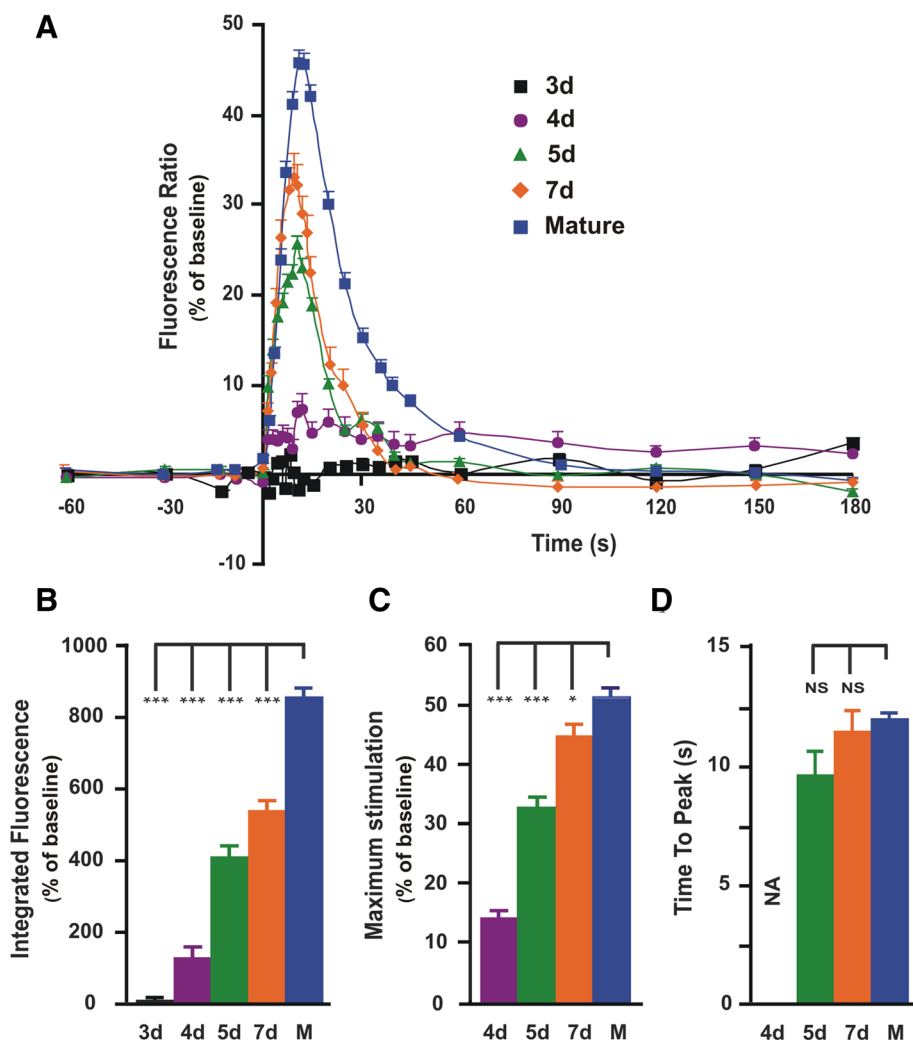 A
Fluorescence Ratio
(% of baseline)
50
40
30
20
10
-10
-60
-30
30
60
90
120
150
180
Time (s)
3d
4d
5d
7d
Mature
B
Integrated Fluorescence
(% of baseline)
1000
800
600
400
200
0
*** *** *** ***
3d 4d 5d 7d M
C
Maximum stimulation
(% of baseline)
60
50
40
30
20
10
0
*** *** *
4d 5d 7d M
D
Time To Peak (s)
15
10
5
0
NS NS
NA
4d 5d 7d M